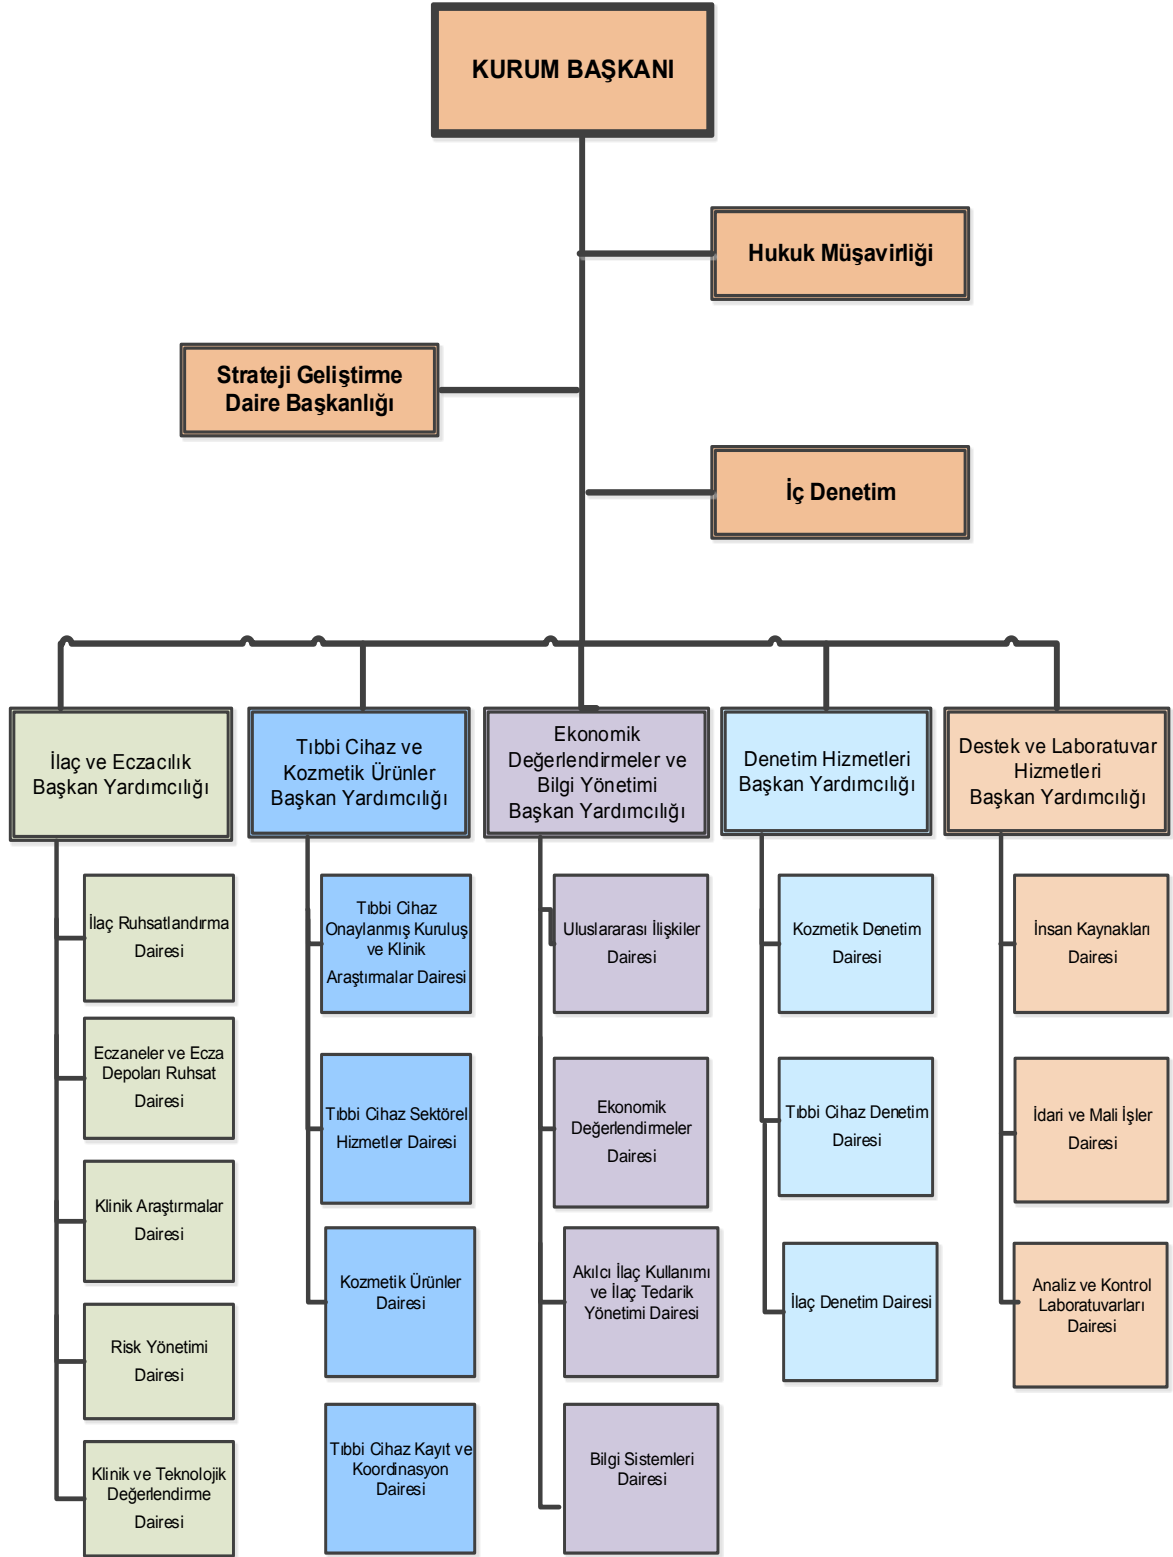 KURUM BAŞKANI
Hukuk Müşavirliği
Strateji Geliştirme
Daire Başkanlığı
İç Denetim
İlaç ve Eczacılık
Başkan Yardımcılığı
Tıbbi Cihaz ve
Kozmetik Ürünler
Başkan Yardımcılığı
Ekonomik
Değerlendirmeler ve
Bilgi Yönetimi
Başkan Yardımcılığı
Denetim Hizmetleri
Başkan Yardımcılığı
Destek ve Laboratuvar
Hizmetleri
Başkan Yardımcılığı
İlaç Ruhsatlandırma
Dairesi
Eczaneler ve Ecza
Depoları Ruhsat
Dairesi
Klinik Araştırmalar
Dairesi
Risk Yönetimi
Dairesi
Klinik ve Teknolojik
Değerlendirme
Dairesi
Tıbbi Cihaz
Onaylanmış Kuruluş
ve Klinik
Araştırmalar Dairesi
Tıbbi Cihaz Sektörel
Hizmetler Dairesi
Kozmetik Ürünler
Dairesi
Tıbbi Cihaz Kayıt ve
Koordinasyon
Dairesi
Uluslararası İlişkiler
Dairesi
Ekonomik
Değerlendirmeler
Dairesi
Akılcı İlaç Kullanımı
ve İlaç Tedarik
Yönetimi Dairesi
Bilgi Sistemleri
Dairesi
Kozmetik Denetim
Dairesi
Tıbbi Cihaz Denetim
Dairesi
İlaç Denetim Dairesi
İnsan Kaynakları
Dairesi
İdari ve Mali İşler
Dairesi
Analiz ve Kontrol
Laboratuvarları
Dairesi